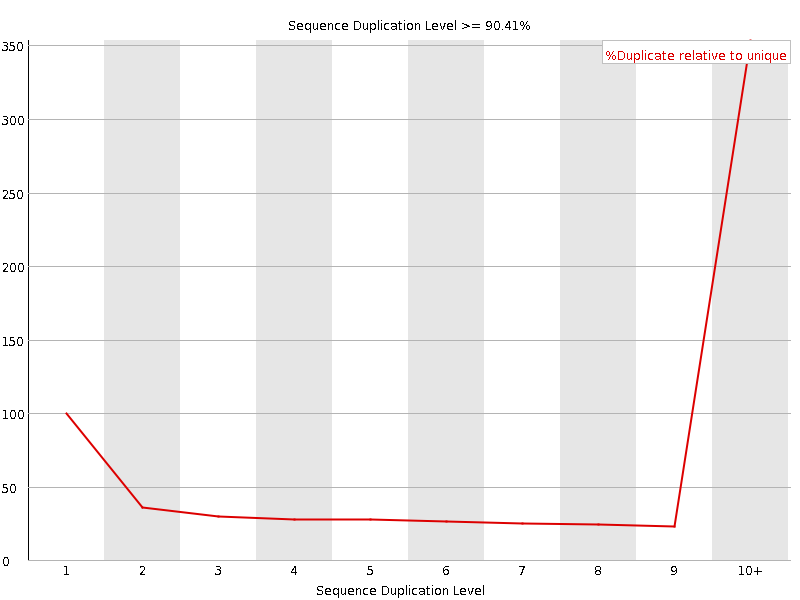 Sequence Duplication Level >= 90.41%
%Duplicate relative to unique
350
300
250
200
150
100
50
0
1 2 3 4 5 6 7 8 9 10+
Sequence Duplication Level